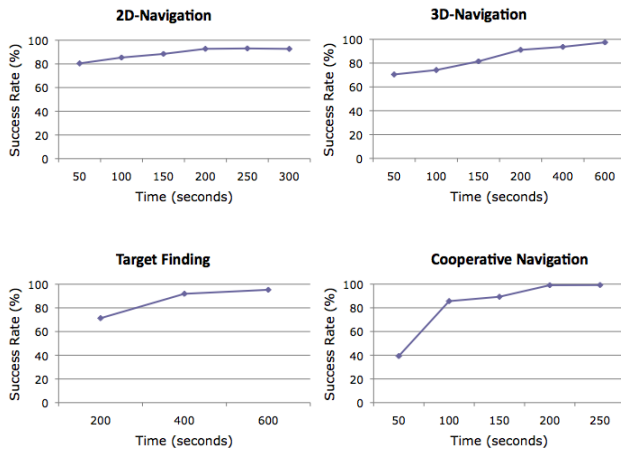 2D-Navigation
Success Rate (%)
100
80
60
40
20
0
50 100 150 200 250 300
Time (seconds)
3D-Navigation
Success Rate (%)
100
80
60
40
20
0
50 100 150 200 400 600
Time (seconds)
Target Finding
Success Rate (%)
100
80
60
40
20
0
200 400 600
Time (seconds)
Cooperative Navigation
Success Rate (%)
100
80
60
40
20
0
50 100 150 200 250
Time (seconds)